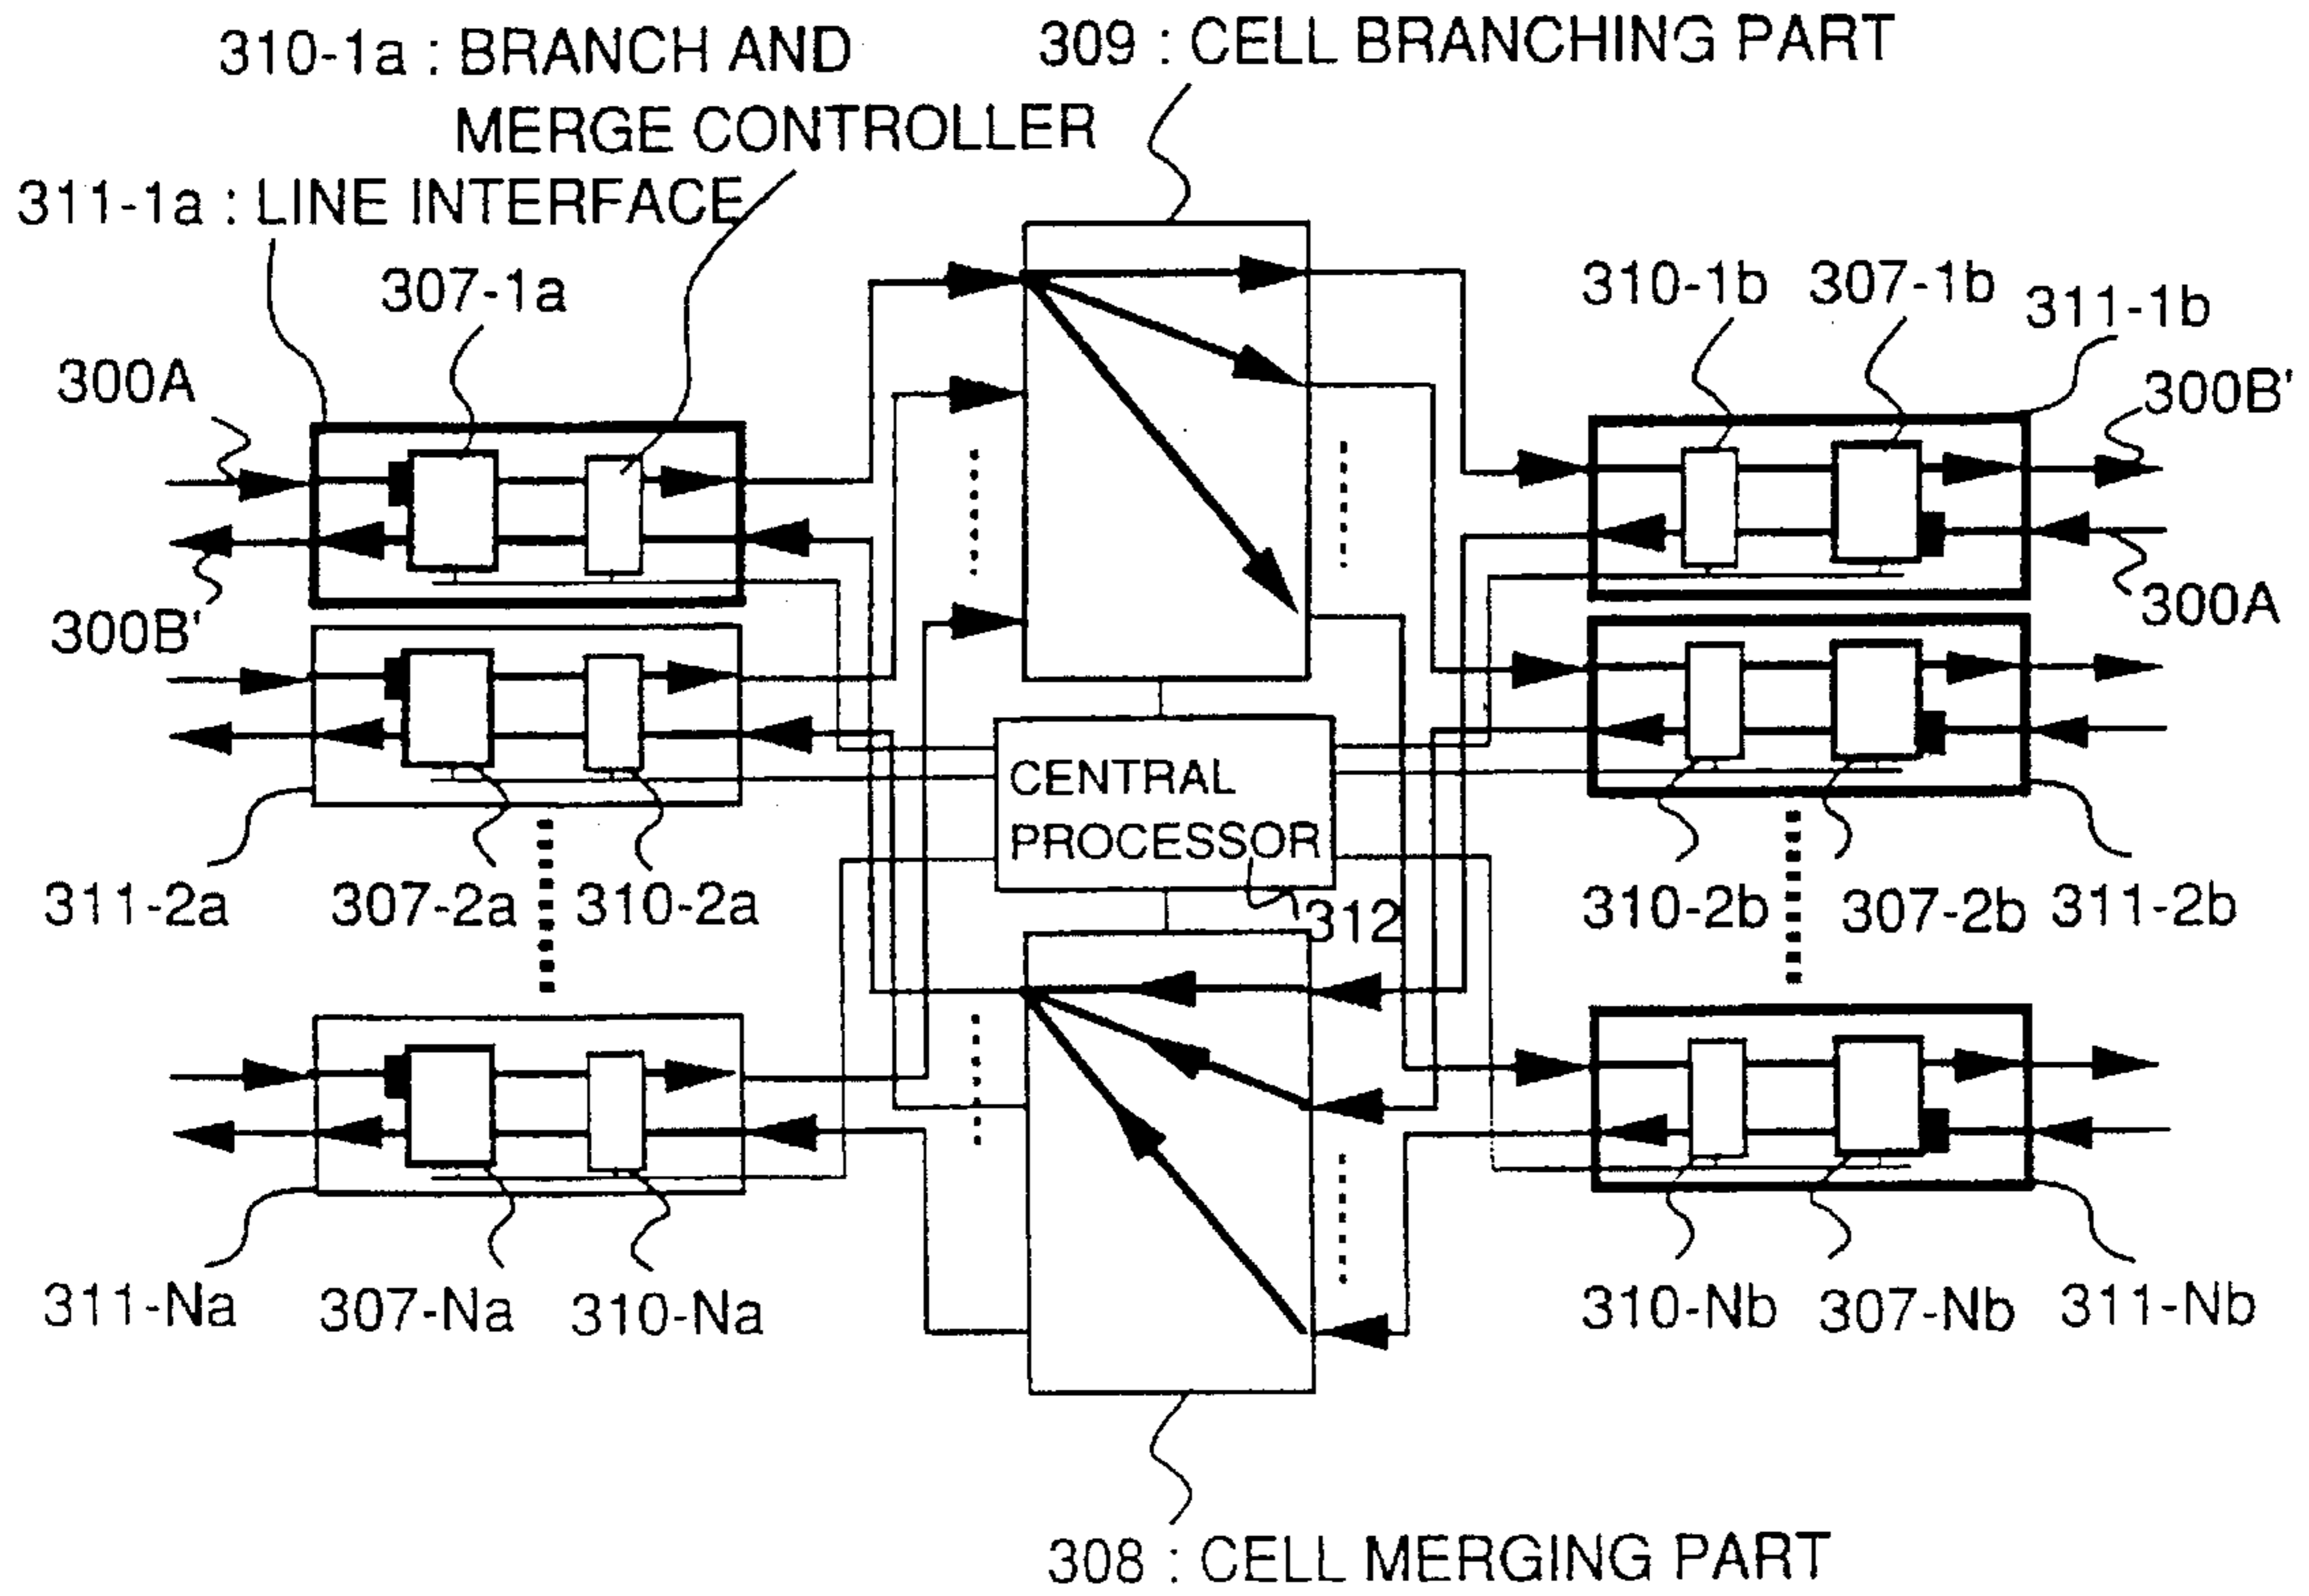 310-1a : BRANCH AND
MERGE CONTROLLER
309 : CELL BRANCHING PART
311-1a : LINE INTERFACE
307-1a
310-1b
307-1b
311-1b
300A
300B'
300B'
300A
CENTRAL
PROCESSOR
312
311-2a
307-2a
310-2a
310-2b
307-2b
311-2b
311-Na
307-Na
310-Na
310-Nb
307-Nb
311-Nb
308 : CELL MERGING PART